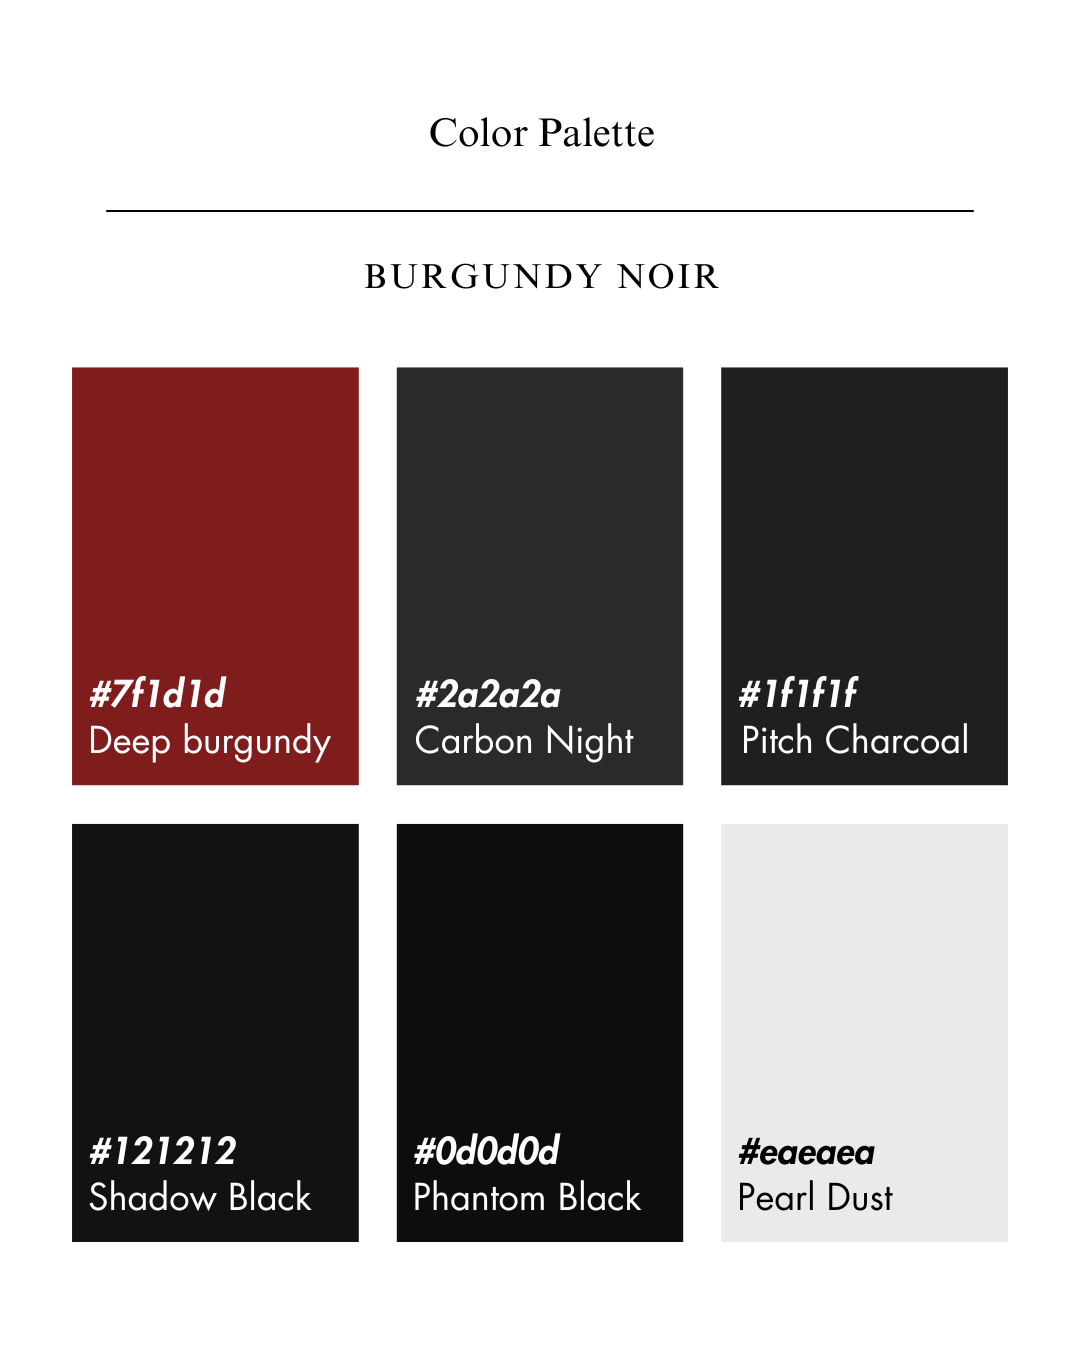 Color Palette
BURGUNDY NOIR
#7f1d1d
Deep burgundy
#2a2a2a
Carbon Night
#1f1f1f
Pitch Charcoal
#121212
Shadow Black
#0d0d0d
Phantom Black
#eaeaea
Pearl Dust